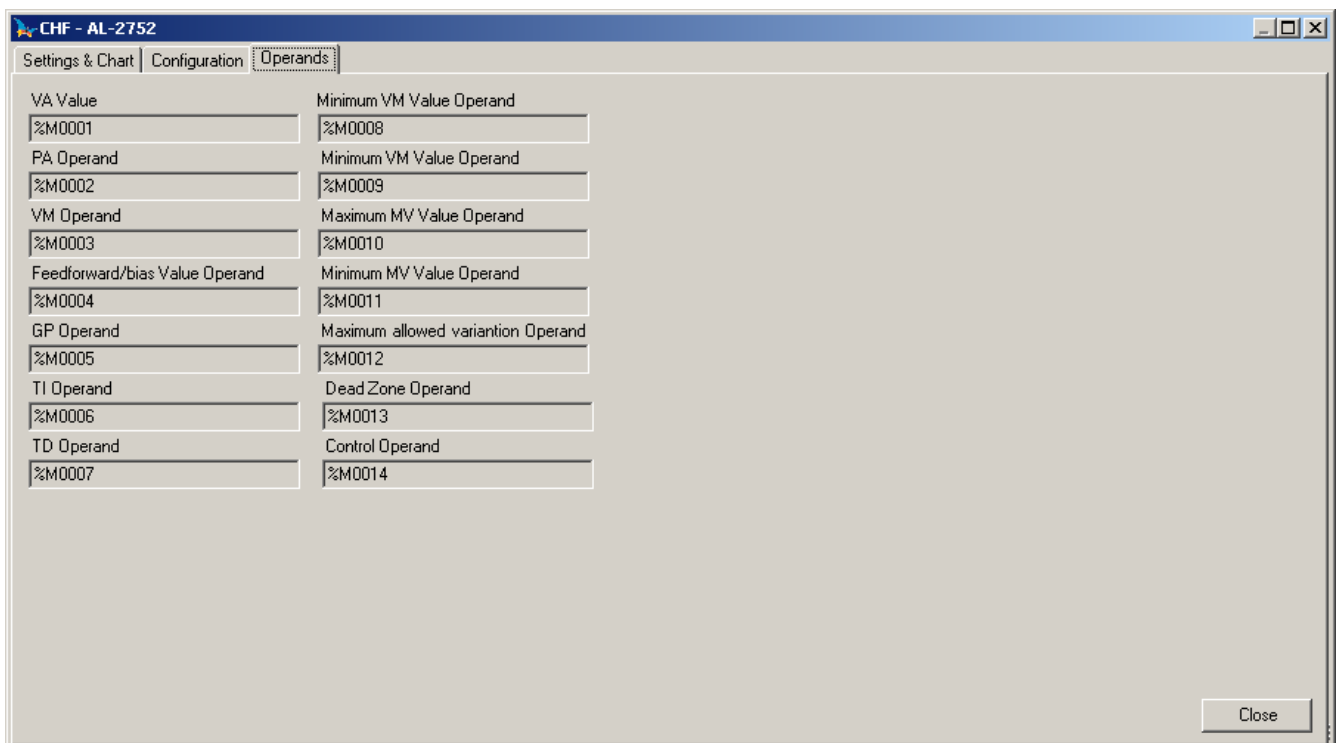 CHF - AL-2752
Settings & Chart Configuration Operands
VA Value
%M0001
PA Operand
%M0002
VM Operand
%M0003
Feedforward/bias Value Operand
%M0004
GP Operand
%M0005
TI Operand
%M0006
TD Operand
%M0007
Minimum VM Value Operand
%M0008
Minimum VM Value Operand
%M0009
Maximum MV Value Operand
%M0010
Minimum MV Value Operand
%M0011
Maximum allowed variantion Operand
%M0012
Dead Zone Operand
%M0013
Control Operand
%M0014
Close